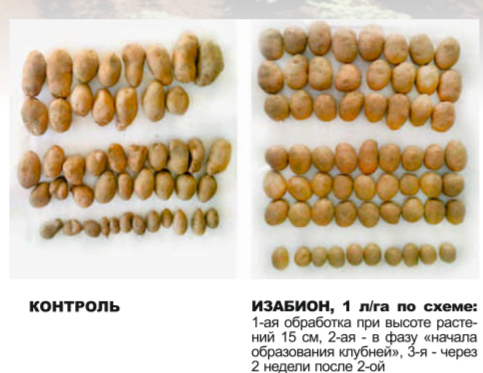 КОНТРОЛЬ
ИЗАБИОН, 1 л/га по схеме:
1-ая обработка при высоте расте-
ний 15 см, 2-ая - в фазу «начала
образования клубней», 3-я - через
2 недели после 2-ой